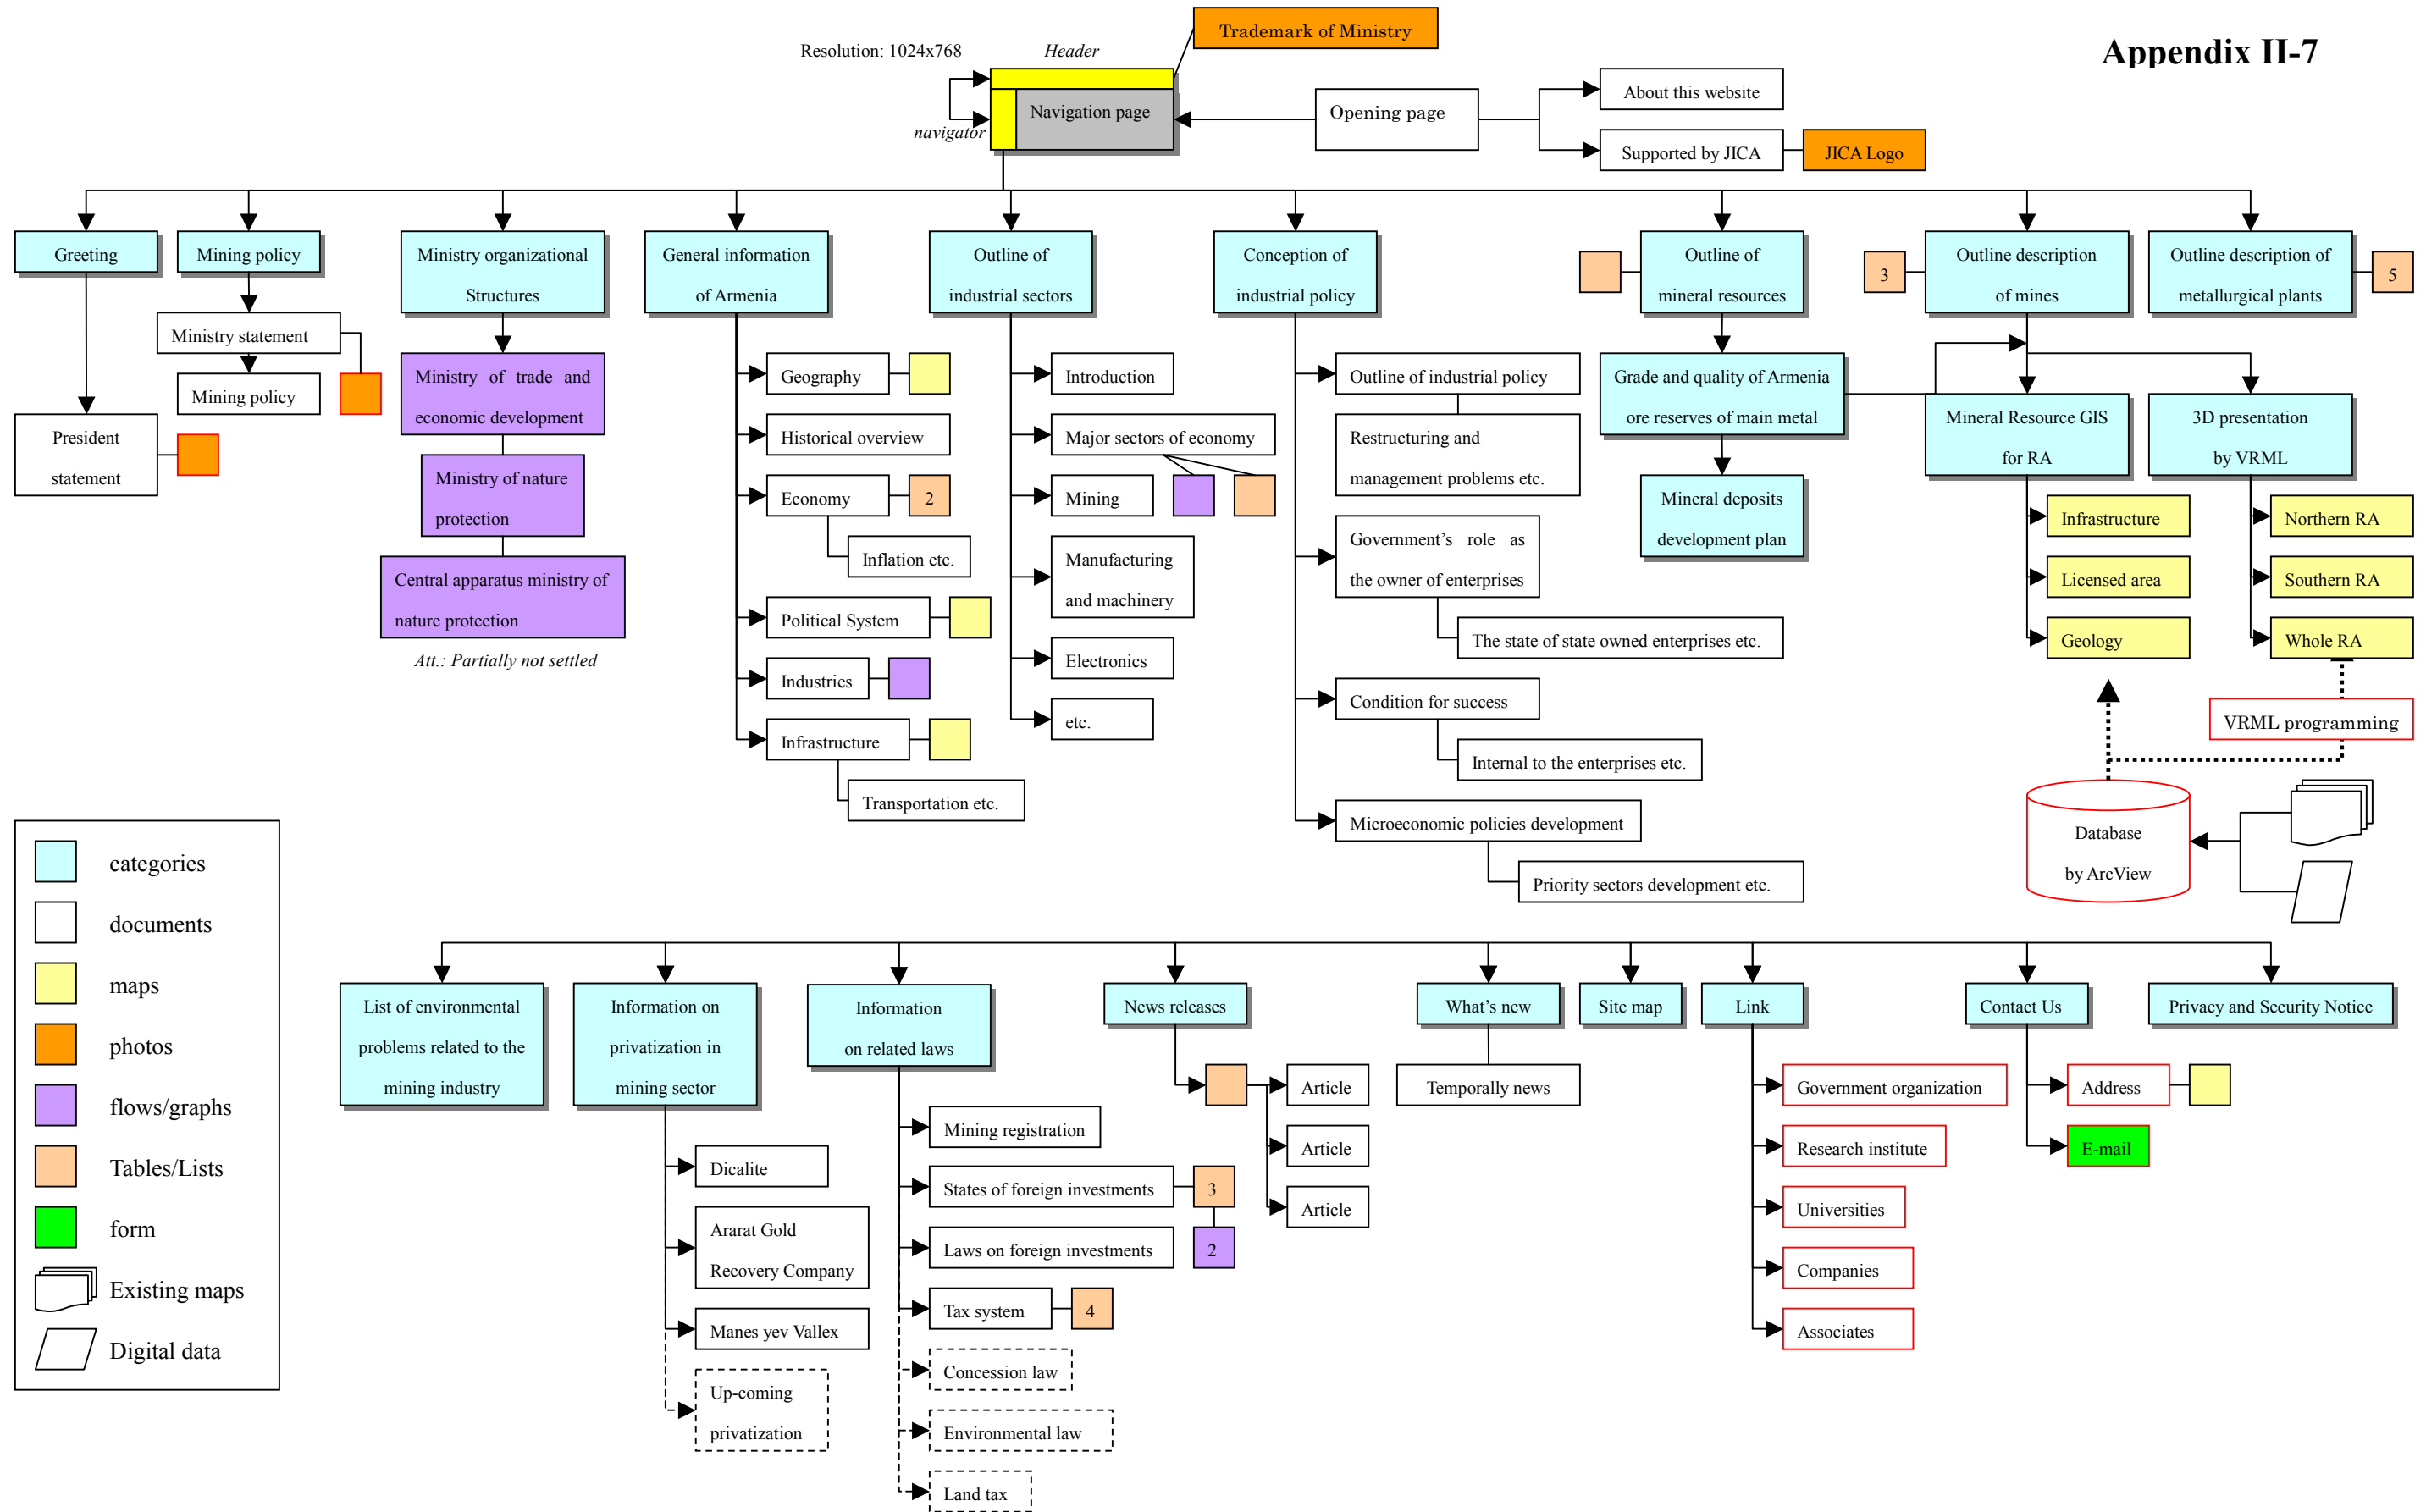 Appendix II-7
Trademark of Ministry
Resolution: 1024x768
Header
navigator
Navigation page
Opening page
About this website
Supported by JICA
JICA Logo
Greeting
President
statement
Mining policy
Ministry statement
Mining policy
Ministry organizational
Structures
Ministry of trade and
economic development
Ministry of nature
protection
Central apparatus ministry of
nature protection
Att.: Partially not settled
General information
of Armenia
Geography
Historical overview
Economy
2
Inflation etc.
Political System
Industries
Infrastructure
Transportation etc.
Outline of
industrial sectors
Introduction
Major sectors of economy
Mining
Manufacturing
and machinery
Electronics
etc.
Conception of
industrial policy
Outline of industrial policy
Restructuring and
management problems etc.
Government's role as
the owner of enterprises
The state of state owned enterprises etc.
Condition for success
Internal to the enterprises etc.
Microeconomic policies development
Priority sectors development etc.
Outline of
mineral resources
Grade and quality of Armenia
ore reserves of main metal
Mineral deposits
development plan
3
Outline description
of mines
Mineral Resource GIS
for RA
Infrastructure
Licensed area
Geology
3D presentation
by VRML
Northern RA
Southern RA
Whole RA
VRML programming
Database
by ArcView
Outline description of
metallurgical plants
5
categories
documents
maps
photos
flows/graphs
Tables/Lists
form
Existing maps
Digital data
List of environmental
problems related to the
mining industry
Information on
privatization in
mining sector
Dicalite
Ararat Gold
Recovery Company
Manes yev Vallex
Up-coming
privatization
Information
on related laws
Mining registration
States of foreign investments
3
Laws on foreign investments
2
Tax system
4
Concession law
Environmental law
Land tax
News releases
Article
Article
Article
What's new
Temporally news
Site map
Link
Government organization
Research institute
Universities
Companies
Associates
Contact Us
Address
E-mail
Privacy and Security Notice